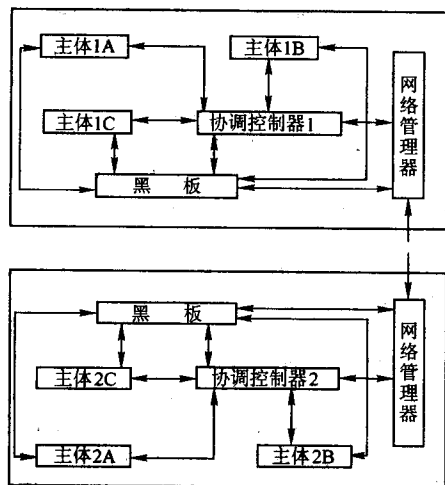 主体1A
主体1B
主体1C
协调控制器1
黑 板
网络管理器
黑 板
主体2C
协调控制器2
网络管理器
主体2A
主体2B